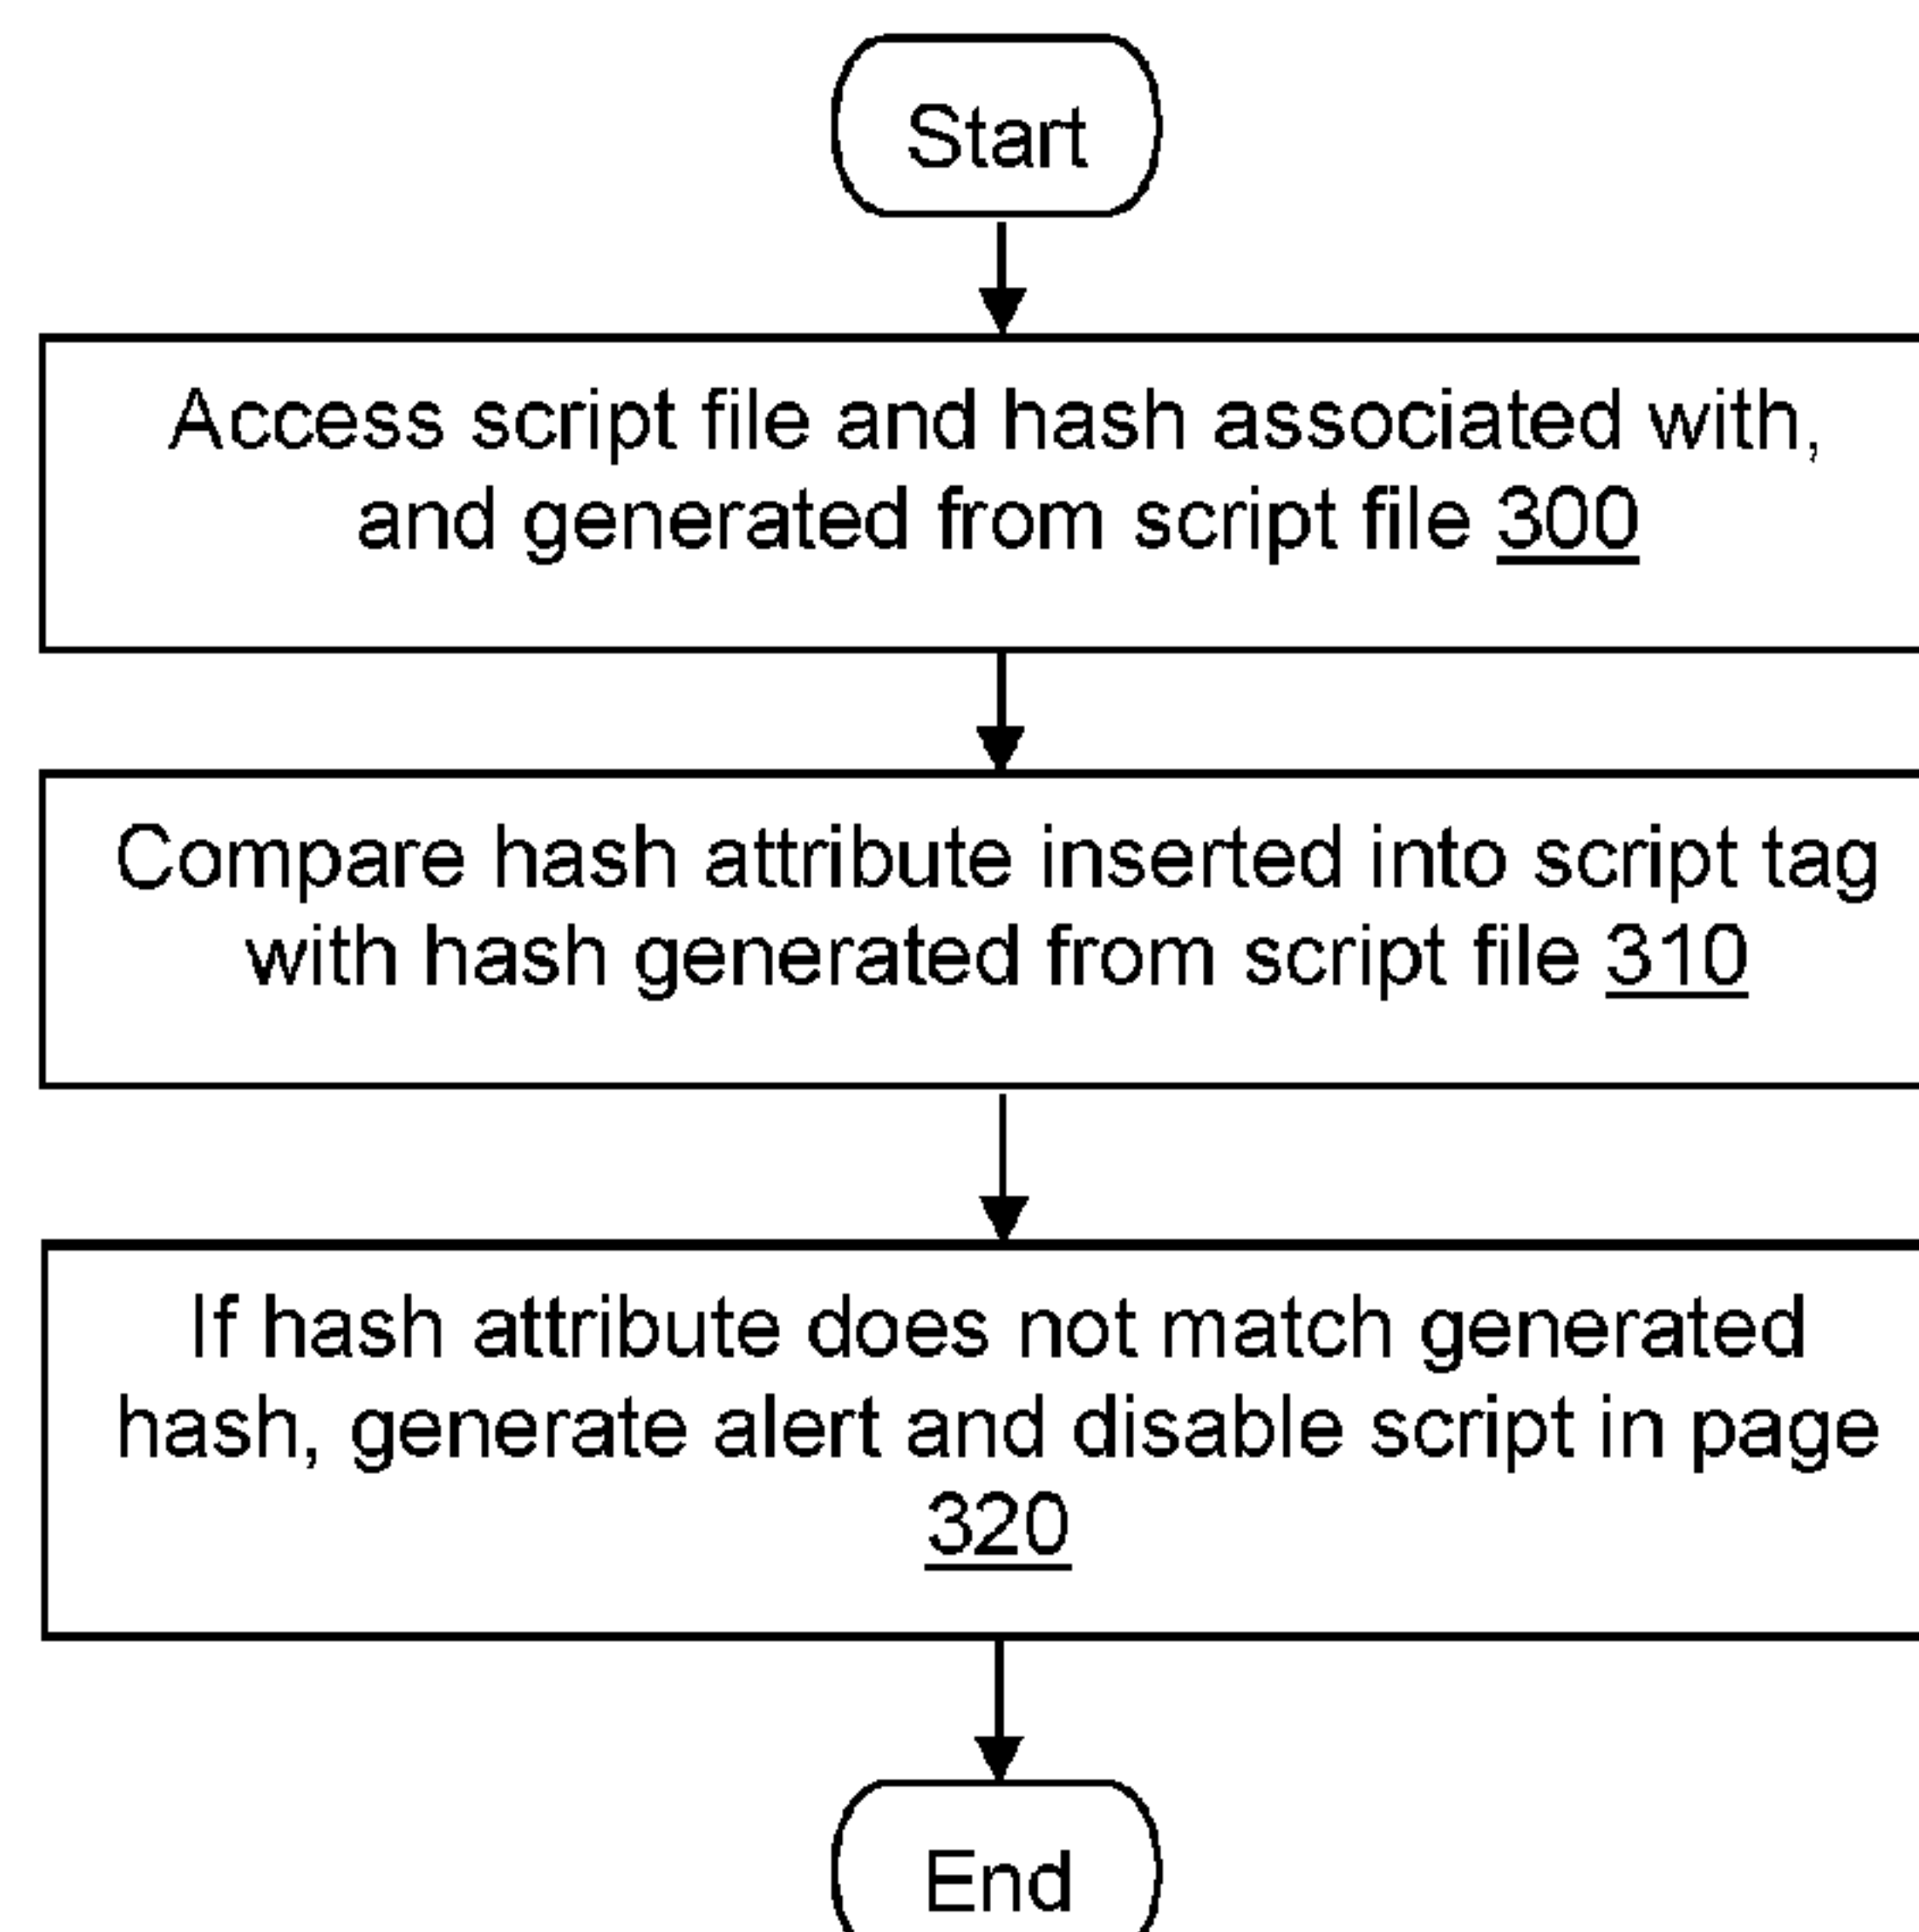 Start
Access script file and hash associated with,
and generated from script file 300
Compare hash attribute inserted into script tag
with hash generated from script file 310
If hash attribute does not match generated
hash, generate alert and disable script in page
320
End